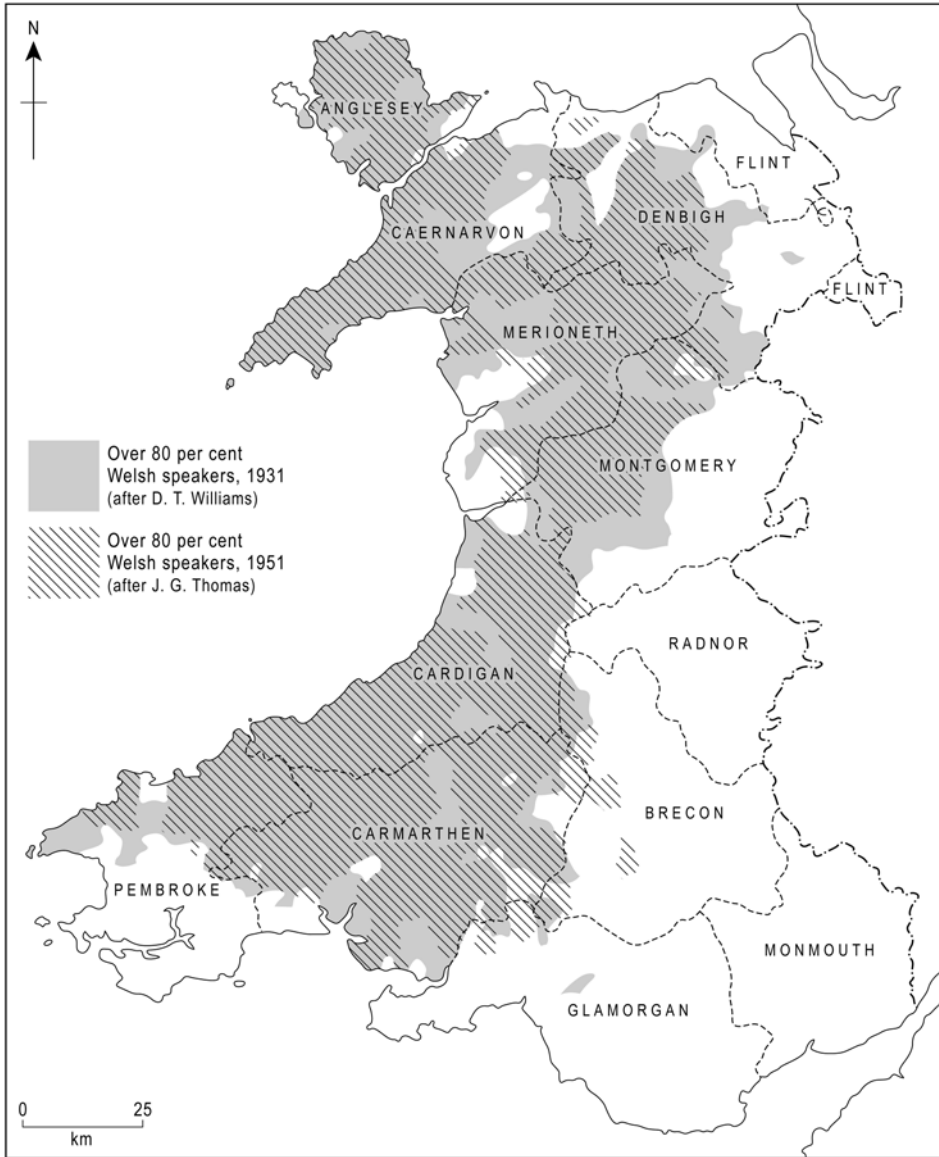 N
ANGLESEY
FLINT
DENBIGH
CAERNARVON
FLINT
MERIONETH
Over 80 per cent
Welsh speakers, 1931
(after D. T. Williams)
MONTGOMERY
Over 80 per cent
Welsh speakers, 1951
(after J. G. Thomas)
RADNOR
CARDIGAN
BRECON
CARMARTHEN
PEMBROKE
MONMOUTH
GLAMORGAN
0 25
km